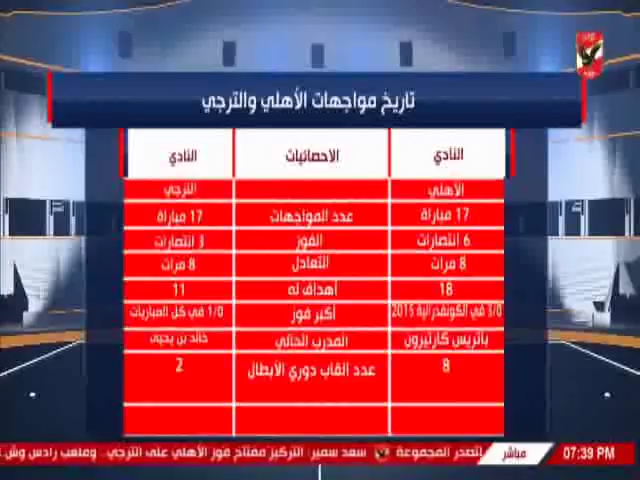 تاريخ مواجهات الأهلي والترجي
النادي الاحصائيات النادي
الأهلي الترجي
17 مباراة عدد المواجهات 17 مباراة
6 انتصارات الفوز 3 انتصارات
8 مرات التعادل 8 مرات
18 أهداف له 11
3/0 في الكونفدرالية 2015 أكبر فوز 1/0 في كل المباريات
باتريس كارتيرون المدرب الحالي خالد بن يحيى
8 عدد القاب دوري الأبطال 2
07:39 PM مباشر لتصدر المجموعة سعد سمير: التركيز مفتاح فوز الأهلي على الترجي.. وملعب رادس وش